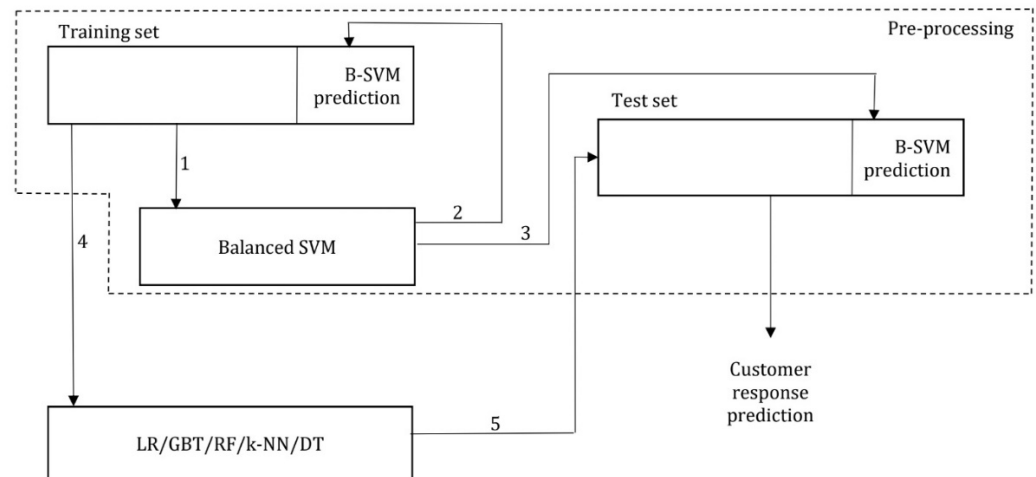 Training set
Pre-processing
B-SVM
prediction
Test set
B-SVM
prediction
1
2
3
Balanced SVM
4
Customer
response
prediction
5
LR/GBT/RF/k-NN/DT